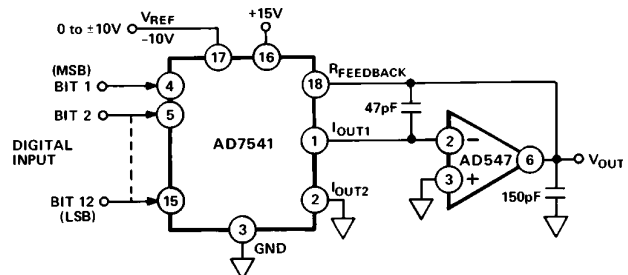 +15V
0 to ±10V
VREF
–10V
17
16
(MSB)
BIT 1
4
18
RFEEDBACK
BIT 2
5
47pF
DIGITAL
INPUT
AD7541
1
IOUT1
2
–
AD547
6
VOUT
3
+
BIT 12
(LSB)
15
2
IOUT2
150pF
3
GND